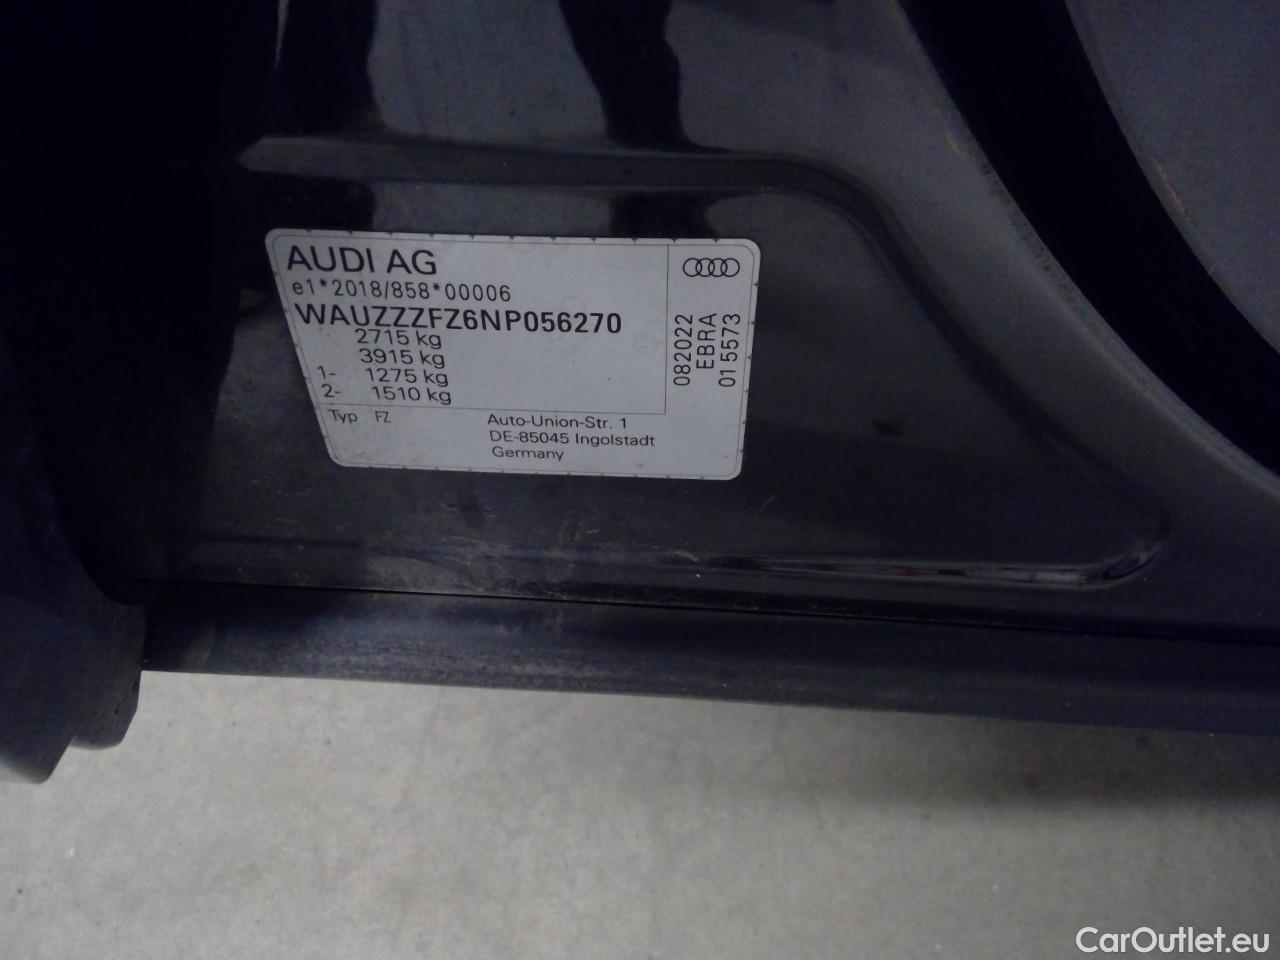 AUDI AG
e1*2018/858*00006
WAUZZZFZ6NP056270
2715 kg
3915 kg
1- 1275 kg
2- 1510 kg
Typ FZ
Auto-Union-Str. 1
DE-85045 Ingolstadt
Germany
082022
EBRA
01 5573
CarOutlet.eu